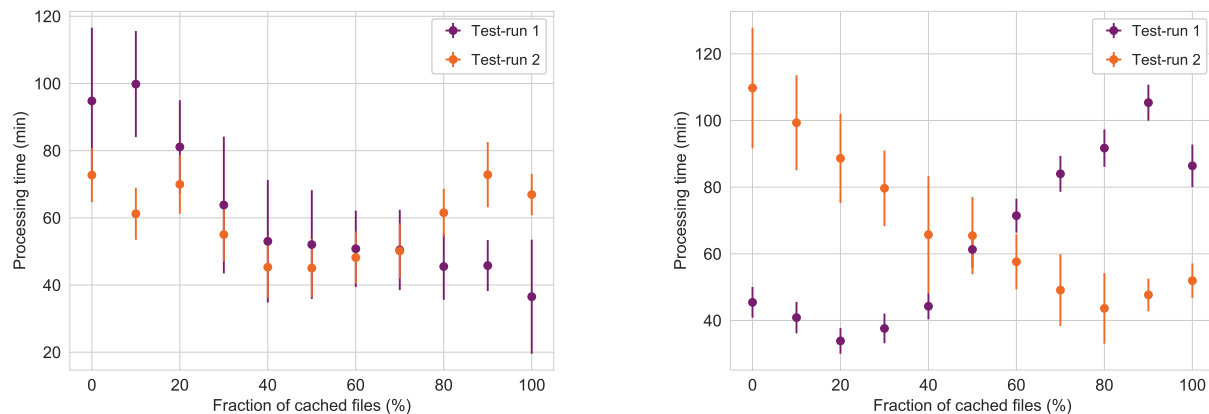 120
100
80
60
40
20
Processing time (min)
Test-run 1
Test-run 2
0 20 40 60 80 100
Fraction of cached files (%)
120
100
80
60
40
Processing time (min)
Test-run 1
Test-run 2
0 20 40 60 80 100
Fraction of cached files (%)